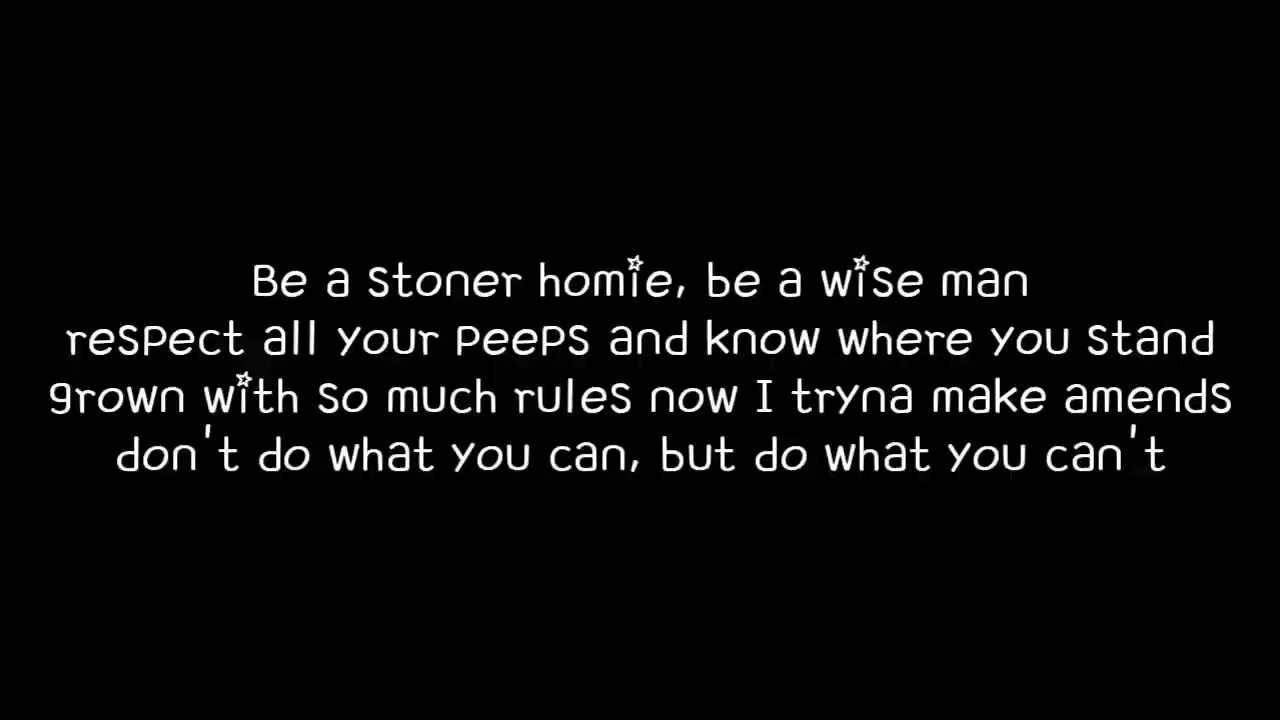 Be a stoner homie, be a wise man
respect all your peeps and know where you stand
grown with so much rules now I tryna make amends
don't do what you can, but do what you can't